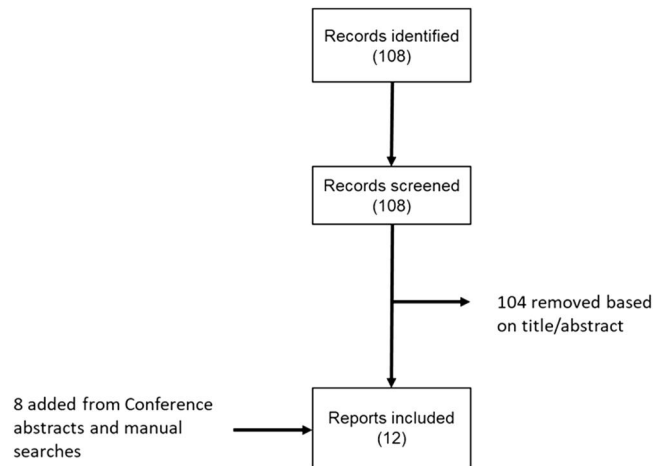 Records identified
(108)
Records screened
(108)
104 removed based
on title/abstract
8 added from Conference
abstracts and manual
searches
Reports included
(12)